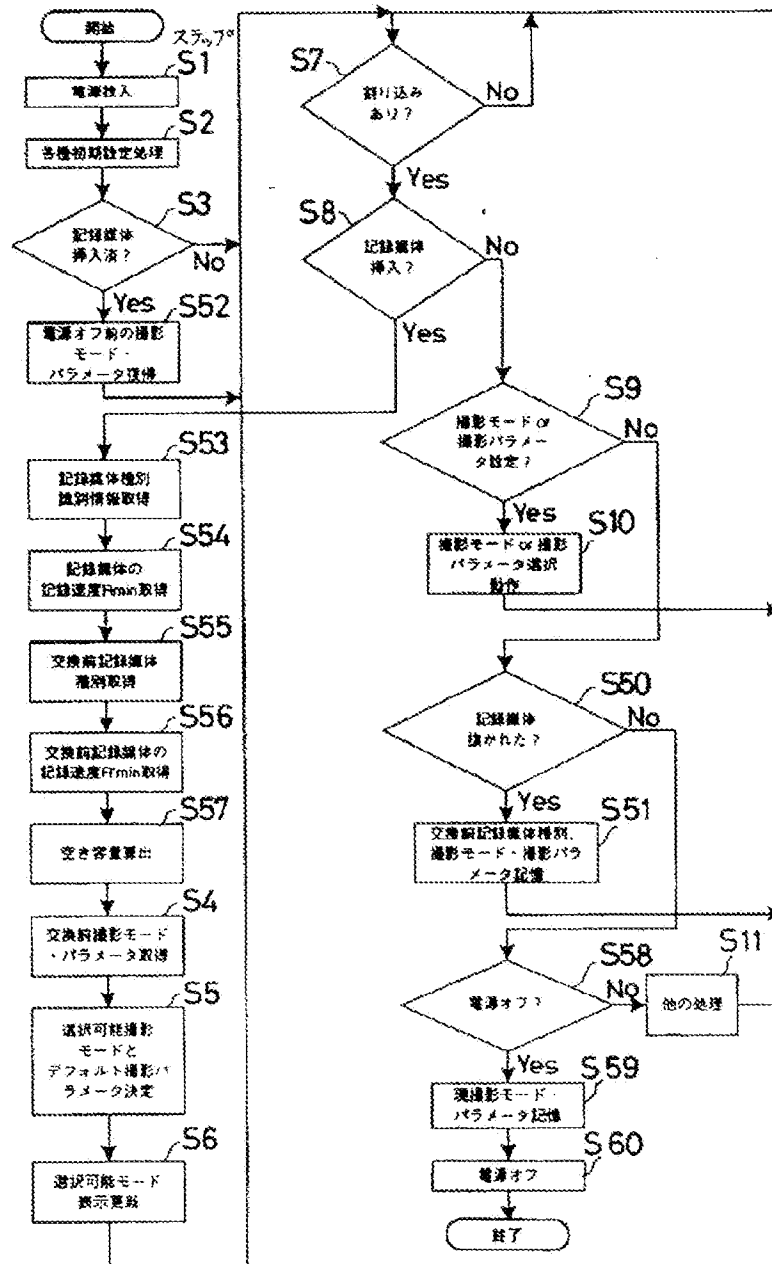 開始
ステップ
S1
電源投入
S2
各種初期設定処理
S3
記録媒体
挿入済?
No
Yes
S52
電源オフ前の撮影
モード・
パラメータ復帰
S53
記録媒体種別
識別情報取得
S54
記録媒体の
記録速度Rmin取得
S55
交換前記録媒体
種別取得
S56
交換前記録媒体の
記録速度R'min取得
S57
空き容量算出
S4
交換前撮影モード
・パラメータ取得
S5
選択可能撮影
モードと
デフォルト撮影パ
ラメータ決定
S6
選択可能モード
表示更新
S7
割り込み
あり?
No
Yes
S8
記録媒体
挿入?
No
Yes
S9
撮影モード or
撮影パラメー
タ設定?
No
Yes
S10
撮影モード or 撮影
パラメータ選択
動作
S50
記録媒体
抜かれた?
No
Yes
S51
交換前記録媒体種別、
撮影モード・撮影パラ
メータ記憶
S58
電源オフ?
No
S11
他の処理
Yes
S59
現撮影モード・
パラメータ記憶
S60
電源オフ
終了